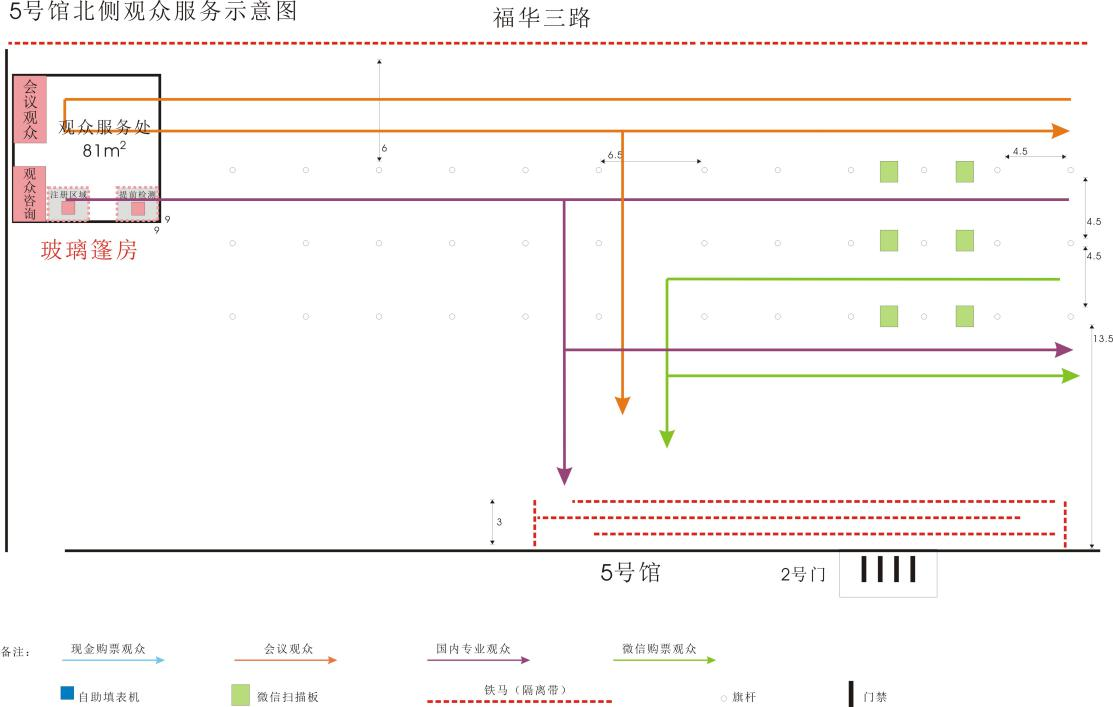 5号馆北侧观众服务示意图
福华三路
会议观众
观众服务处
81m²
6
6.5
4.5
观众咨询
注册区域
提前检测
9
9
4.5
4.5
玻璃篷房
13.5
3
5号馆
2号门
备注：
现金购票观众
会议观众
国内专业观众
微信购票观众
自助填表机
微信扫描板
铁马（隔离带）
旗杆
门禁